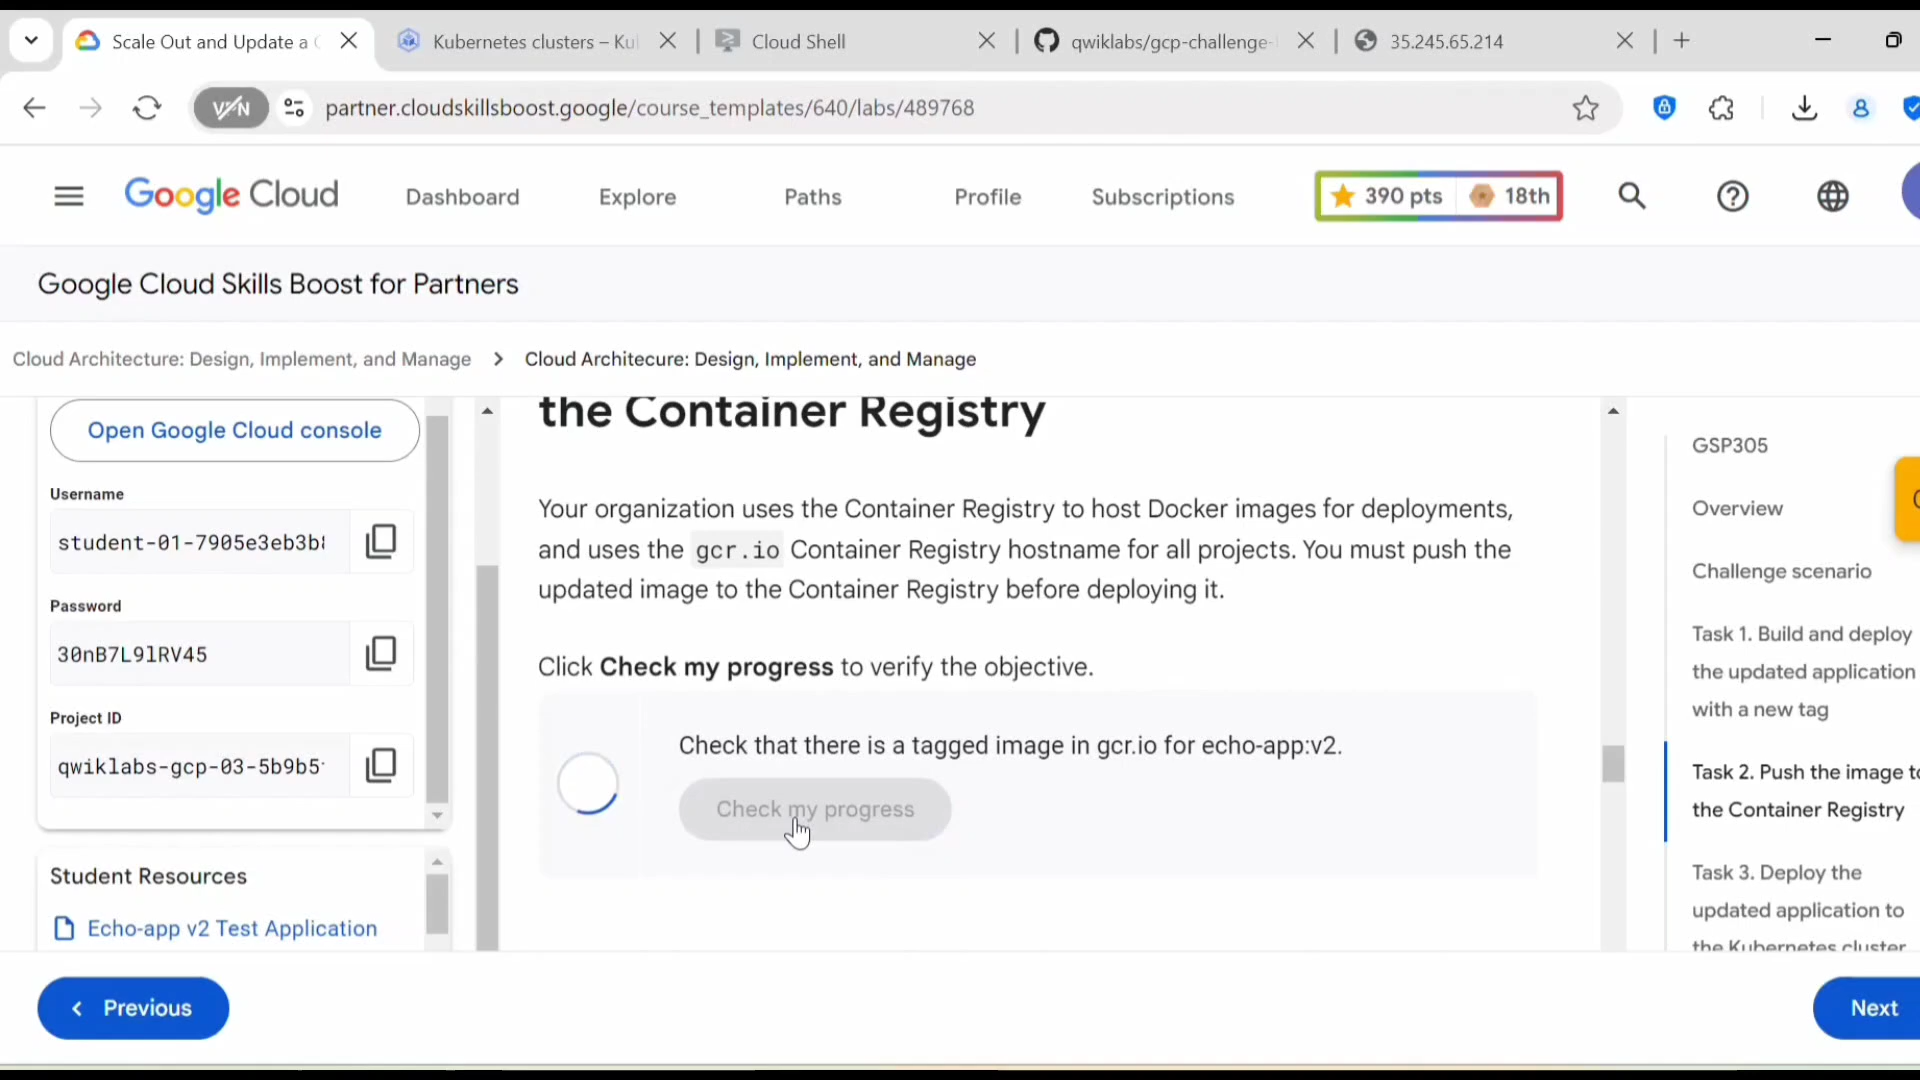 Scale Out and Update a
Kubernetes clusters – Ku
Cloud Shell
qwiklabs/gcp-challenge-
35.245.65.214
VPN
partner.cloudskillsboost.google/course_templates/640/labs/489768
Google Cloud
Dashboard
Explore
Paths
Profile
Subscriptions
390 pts
18th
Google Cloud Skills Boost for Partners
Cloud Architecture: Design, Implement, and Manage
Cloud Architecure: Design, Implement, and Manage
Open Google Cloud console
Username
student-01-7905e3eb3b
Password
30nB7L9lRV45
Project ID
qwiklabs-gcp-03-5b9b5
Student Resources
Echo-app v2 Test Application
the Container Registry
Your organization uses the Container Registry to host Docker images for deployments,
and uses the gcr.io Container Registry hostname for all projects. You must push the
updated image to the Container Registry before deploying it.
Click Check my progress to verify the objective.
Check that there is a tagged image in gcr.io for echo-app:v2.
Check my progress
GSP305
Overview
Challenge scenario
Task 1. Build and deploy
the updated application
with a new tag
Task 2. Push the image to
the Container Registry
Task 3. Deploy the
updated application to
the Kubernetes cluster
Previous
Next